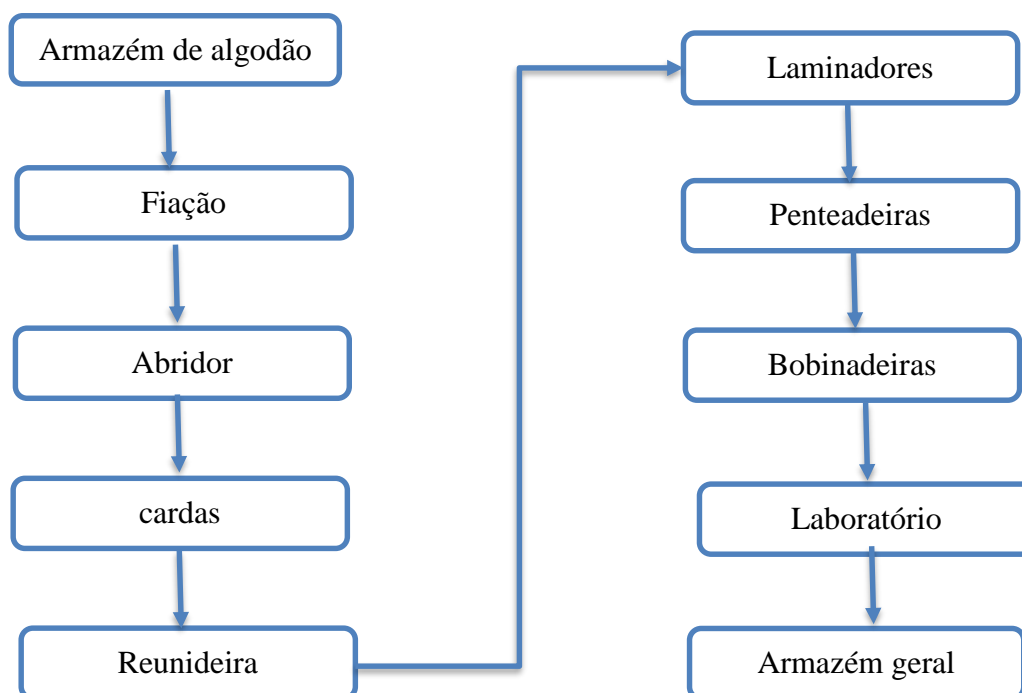 Armazém de algodão
Fiação
Abridor
cardas
Reunideira
Laminadores
Penteadeiras
Bobinadeiras
Laboratório
Armazém geral